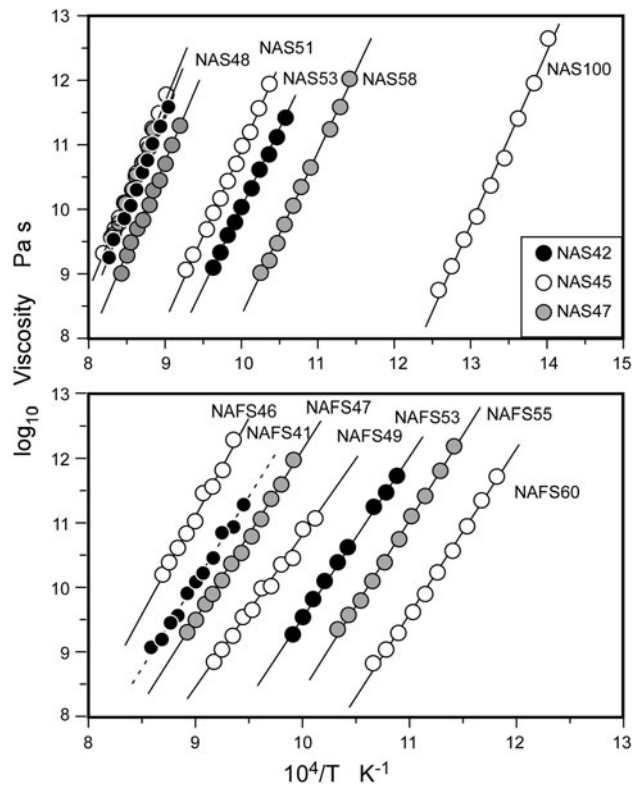 13
12
11
10
9
8
NAS48
NAS51
NAS53
NAS58
NAS100
NAS42
NAS45
NAS47
8 9 10 11 12 13 14 15
log10 Viscosity Pa s
13
12
11
10
9
8
NAFS46
NAFS47
NAFS41
NAFS49
NAFS53
NAFS55
NAFS60
8 9 10 11 12 13
10⁴/T K⁻¹